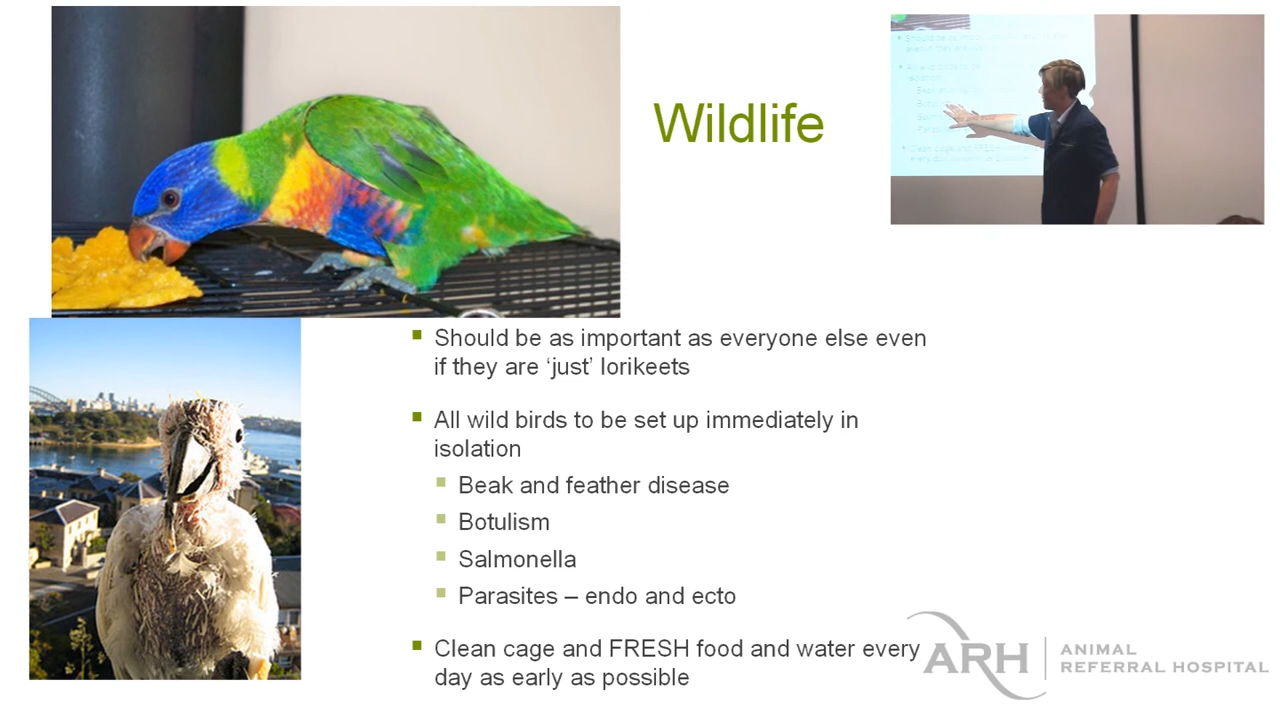 Wildlife
Should be as important as everyone else even
if they are ‘just’ lorikeets
All wild birds to be set up immediately in
isolation
Beak and feather disease
Botulism
Salmonella
Parasites – endo and ecto
Clean cage and FRESH food and water every
day as early as possible
ARH
ANIMAL
REFERRAL HOSPITAL